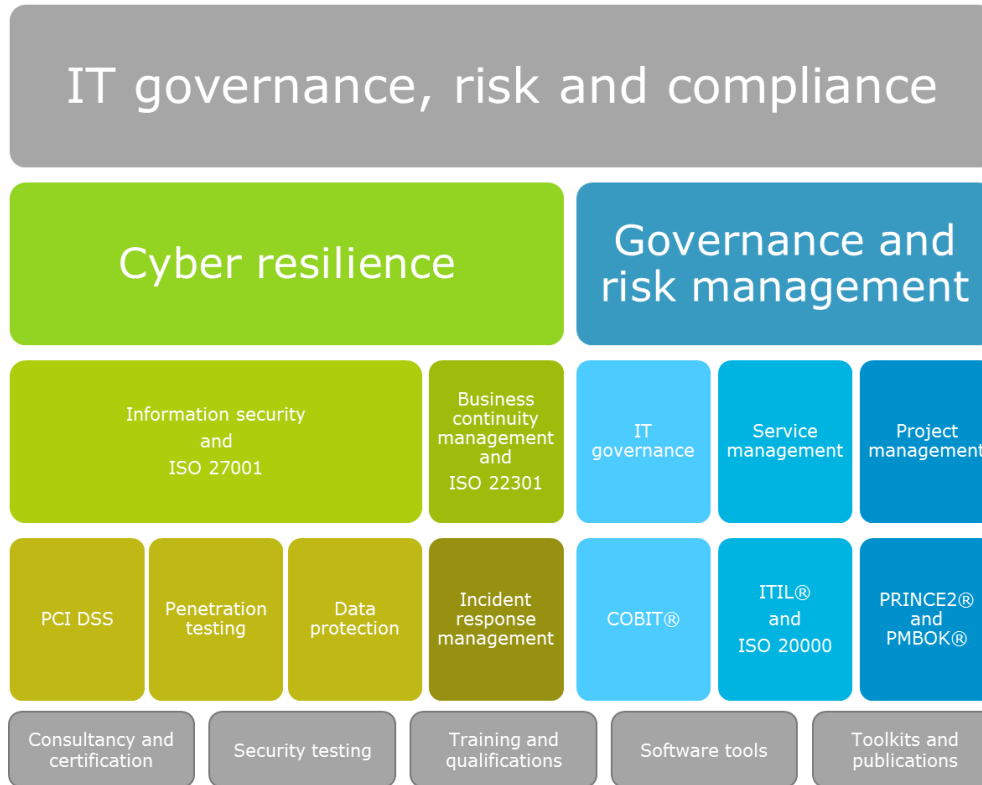 IT governance, risk and compliance
Cyber resilience
Governance and
risk management
Information security
and
ISO 27001
Business
continuity
management
and
ISO 22301
IT
governance
Service
management
Project
management
PCI DSS
Penetration
testing
Data
protection
Incident
response
management
COBIT®
ITIL®
and
ISO 20000
PRINCE2®
and
PMBOK®
Consultancy and
certification
Security testing
Training and
qualifications
Software tools
Toolkits and
publications